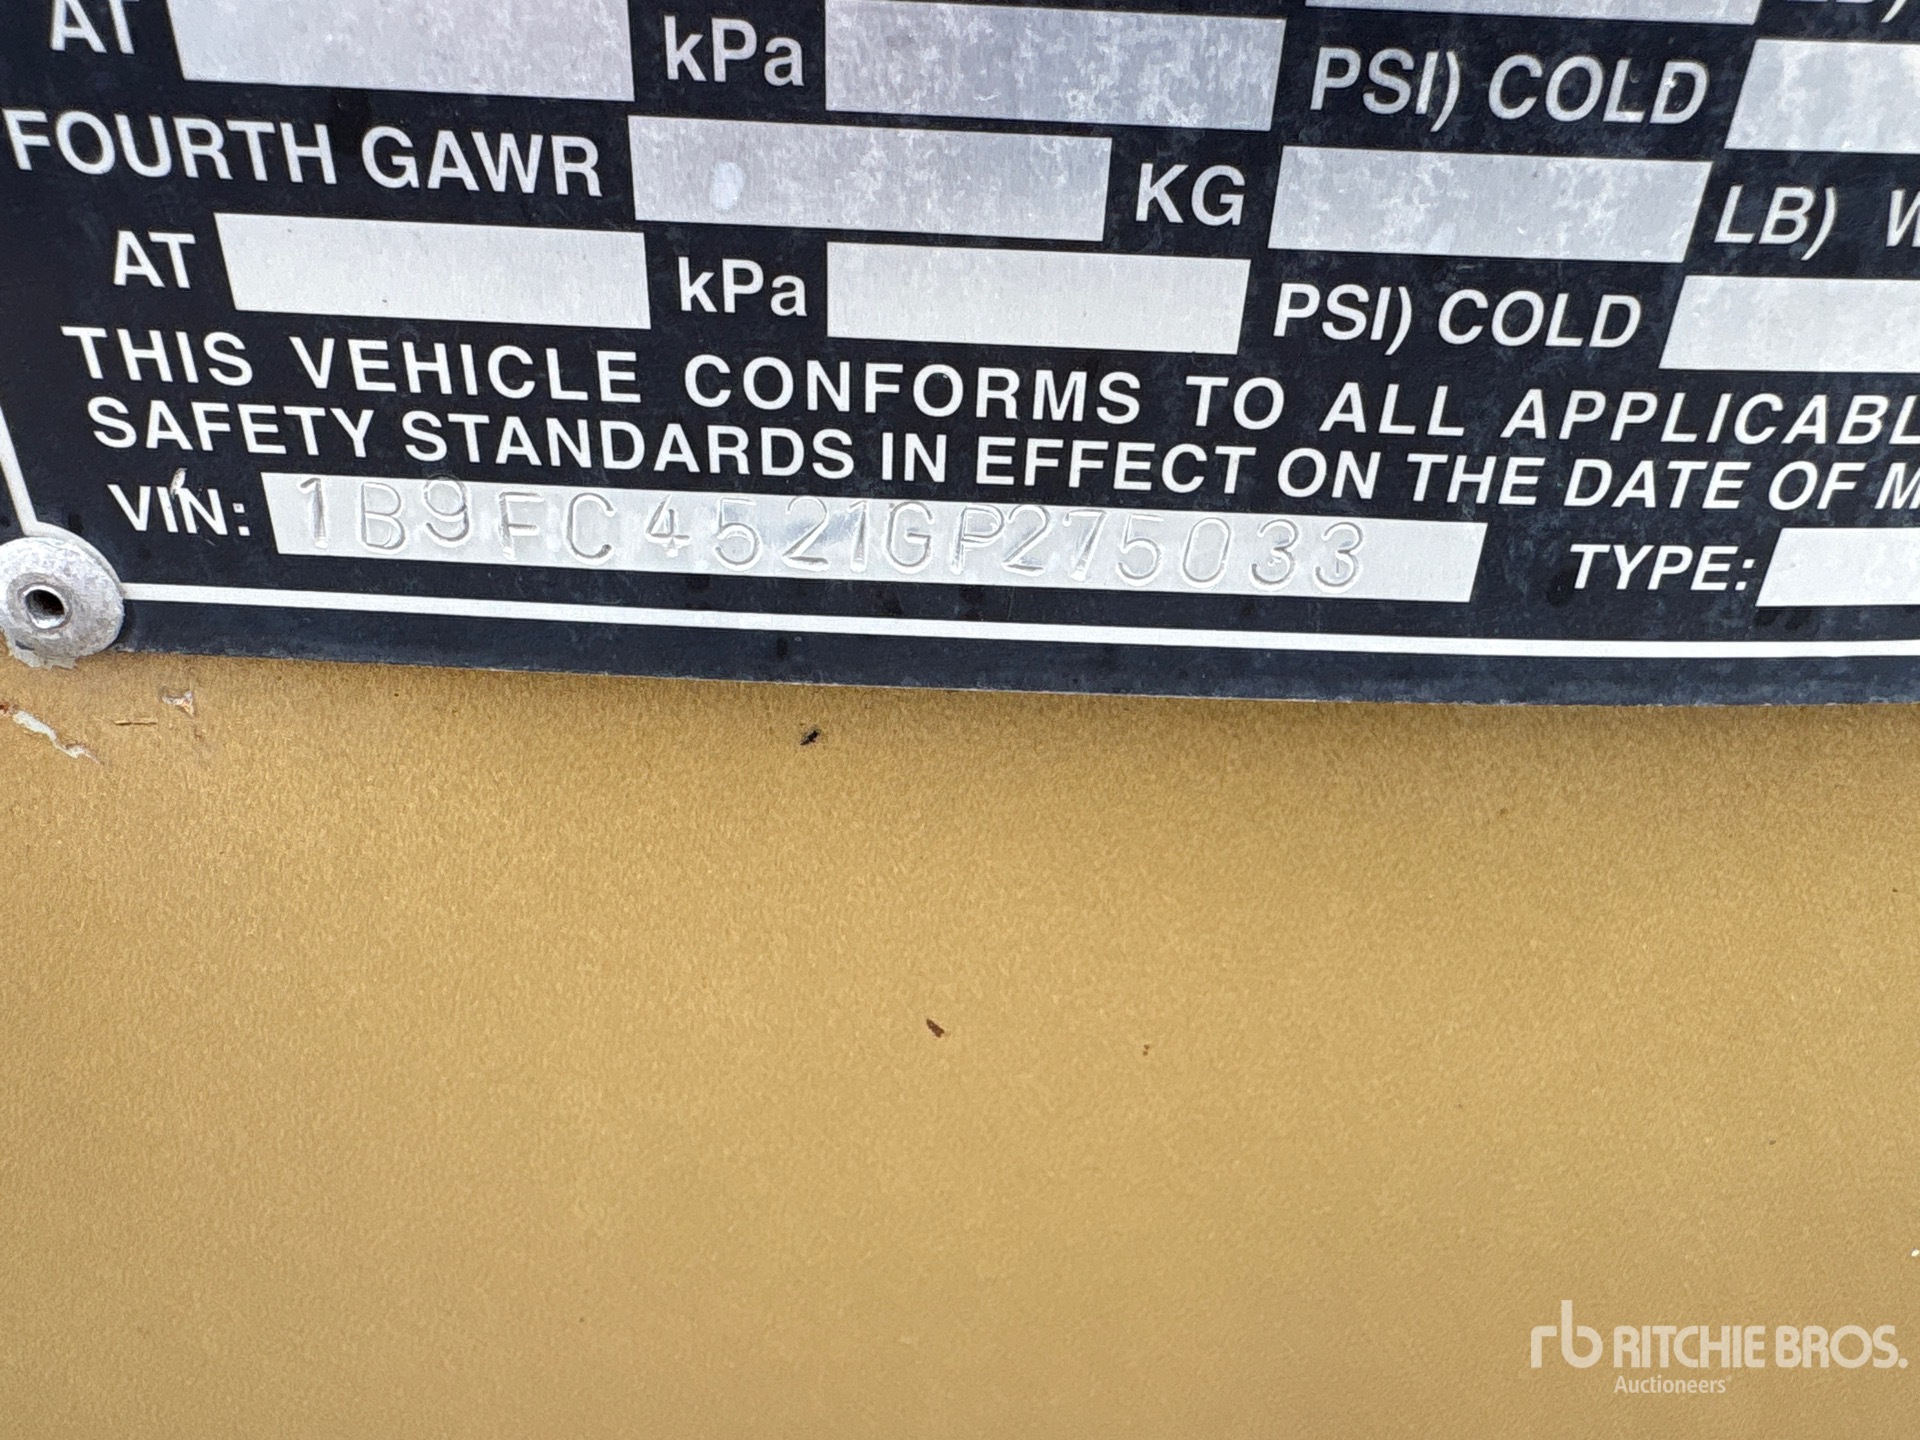 AT kPa PSI) COLD
FOURTH GAWR KG LB)
AT kPa PSI) COLD
THIS VEHICLE CONFORMS TO ALL APPLICABL
SAFETY STANDARDS IN EFFECT ON THE DATE OF M
VIN: 1B9FC4521GP275033 TYPE:
rb RITCHIE BROS.
Auctioneers